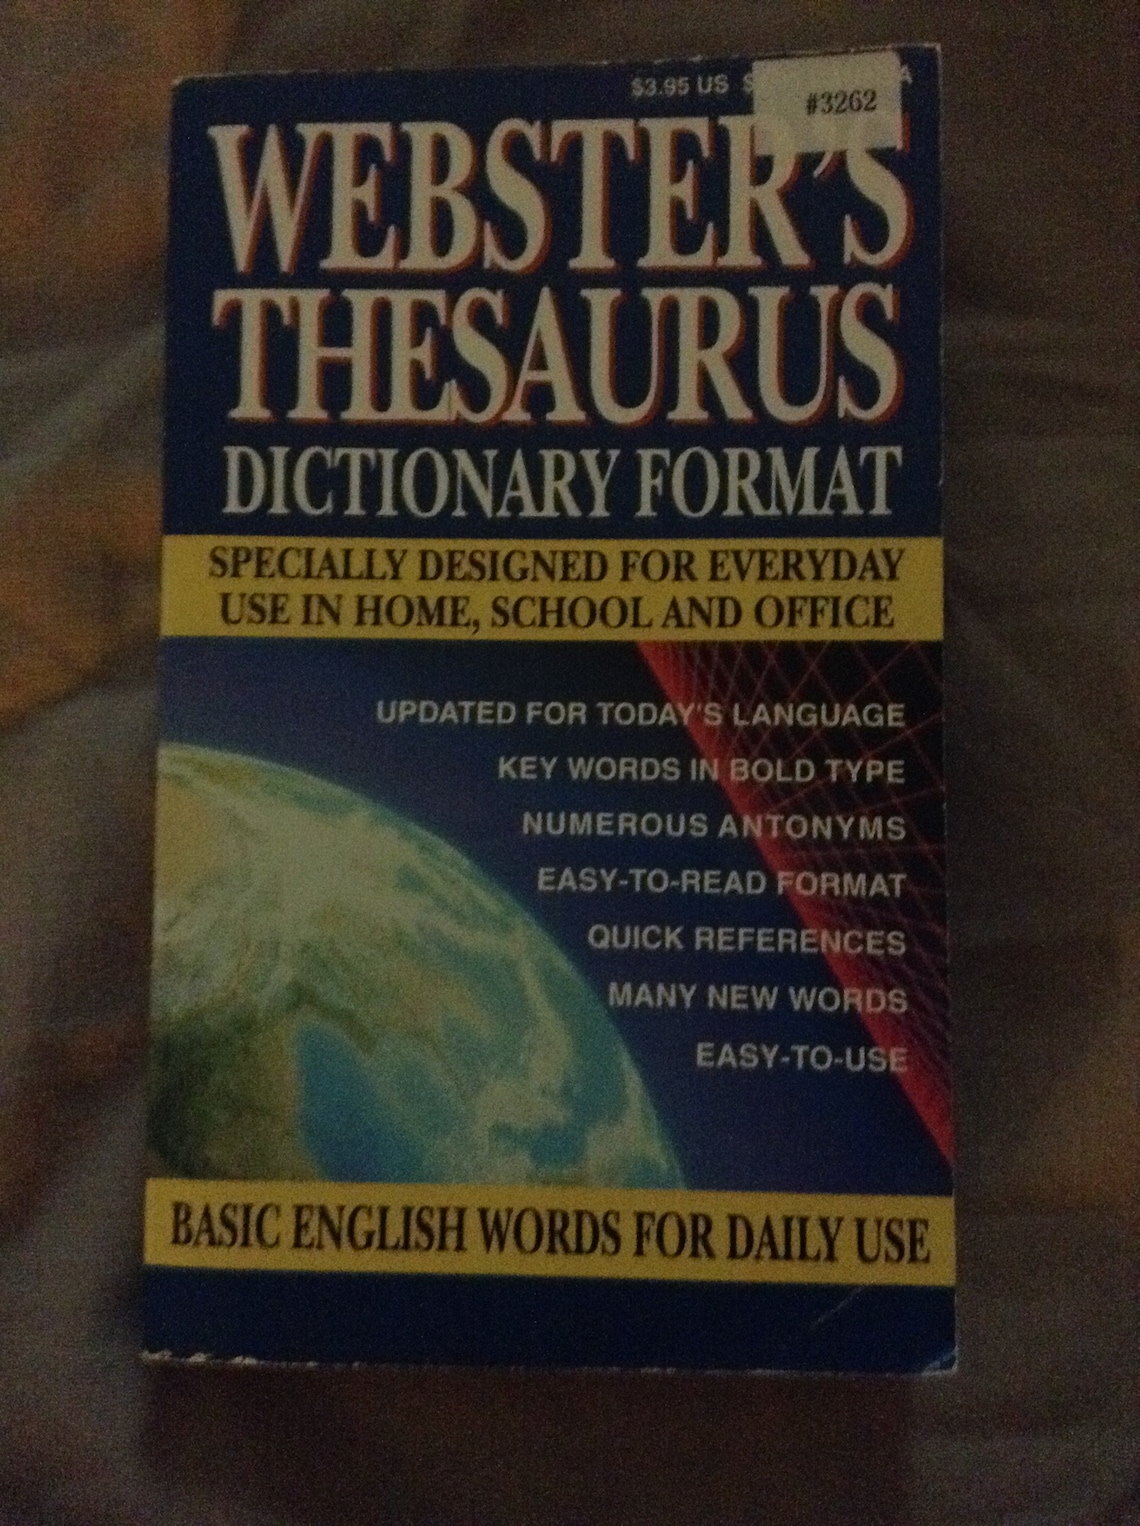 $3.95 US $
#3262
WEBSTER'S
THESAURUS
DICTIONARY FORMAT
SPECIALLY DESIGNED FOR EVERYDAY
USE IN HOME, SCHOOL AND OFFICE
UPDATED FOR TODAY'S LANGUAGE
KEY WORDS IN BOLD TYPE
NUMEROUS ANTONYMS
EASY-TO-READ FORMAT
QUICK REFERENCES
MANY NEW WORDS
EASY-TO-USE
BASIC ENGLISH WORDS FOR DAILY USE